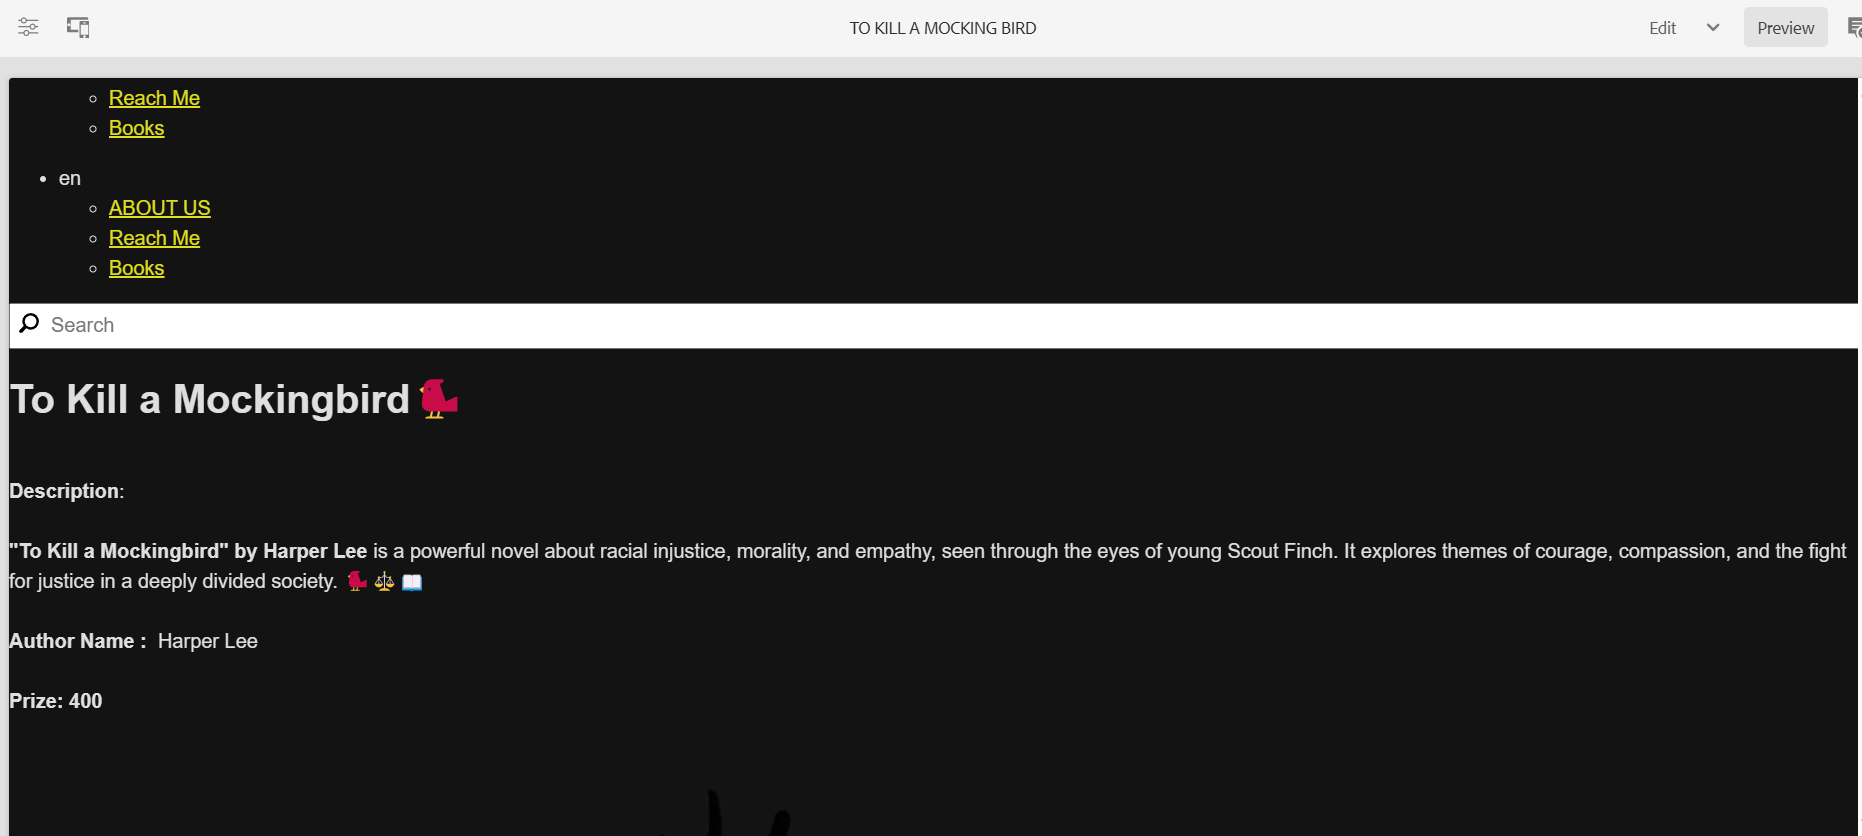 TO KILL A MOCKING BIRD
Edit
Preview
Reach Me
Books
en
ABOUT US
Reach Me
Books
Search
To Kill a Mockingbird
Description:
"To Kill a Mockingbird" by Harper Lee is a powerful novel about racial injustice, morality, and empathy, seen through the eyes of young Scout Finch. It explores themes of courage, compassion, and the fight
for justice in a deeply divided society.
Author Name : Harper Lee
Prize: 400